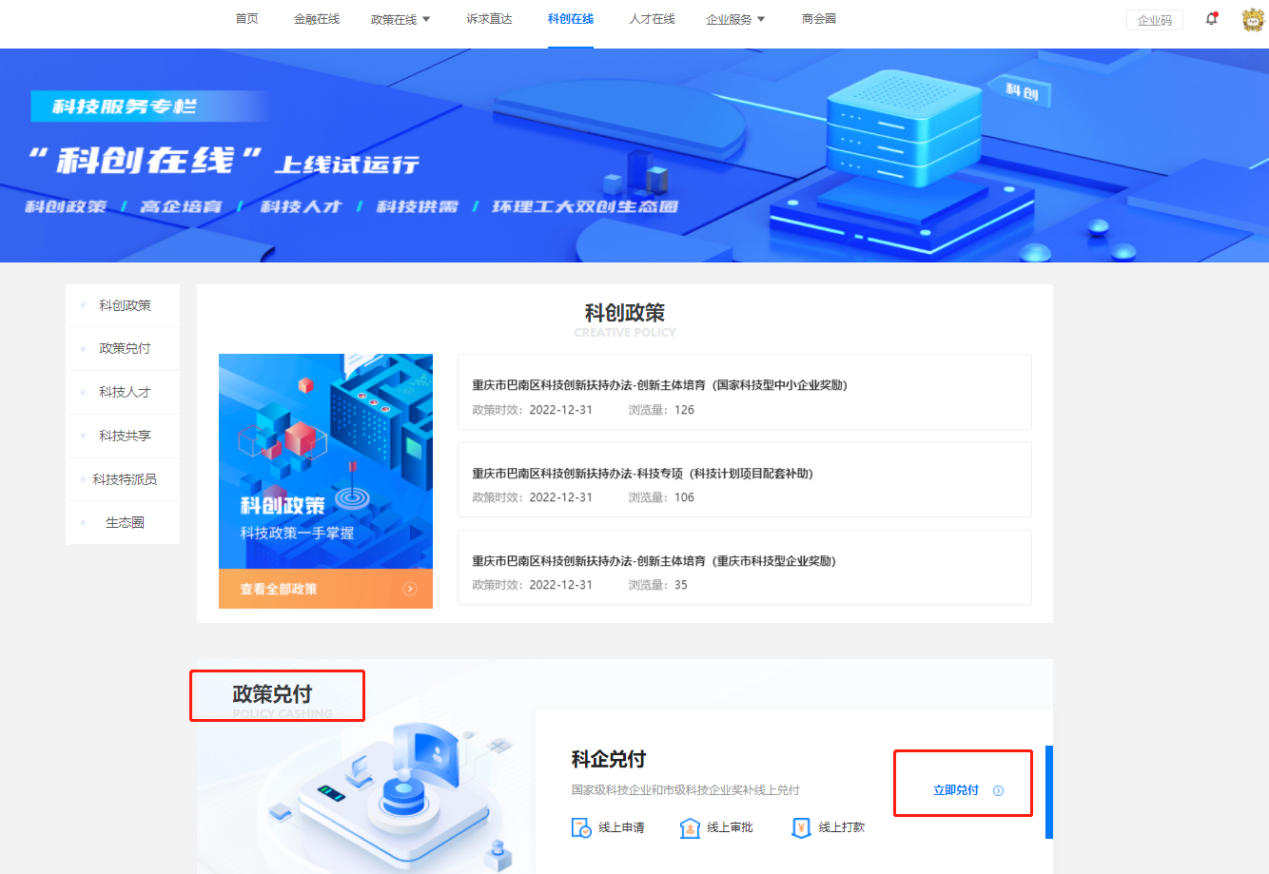 首页 金融在线 政策在线 诉求直达 科创在线 人才在线 企业服务 商会圈 企业码
科技服务专栏
科创
“科创在线”上线试运行
科创政策 / 高企培育 / 科技人才 / 科技供需 / 环理工大双创生态圈
科创政策
政策兑付
科技人才
科技共享
科技特派员
生态圈
科创政策
CREATIVE POLICY
科创政策
科技政策一手掌握
查看全部政策
重庆市巴南区科技创新扶持办法-创新主体培育（国家科技型中小企业奖励)
政策时效：2022-12-31 浏览量：126
重庆市巴南区科技创新扶持办法-科技专项（科技计划项目配套补助)
政策时效：2022-12-31 浏览量：106
重庆市巴南区科技创新扶持办法-创新主体培育（重庆市科技型企业奖励)
政策时效：2022-12-31 浏览量：35
政策兑付
POLICY CASHING
科企兑付
国家级科技企业和市级科技企业奖补线上兑付
线上申请 线上审批 线上打款
立即兑付